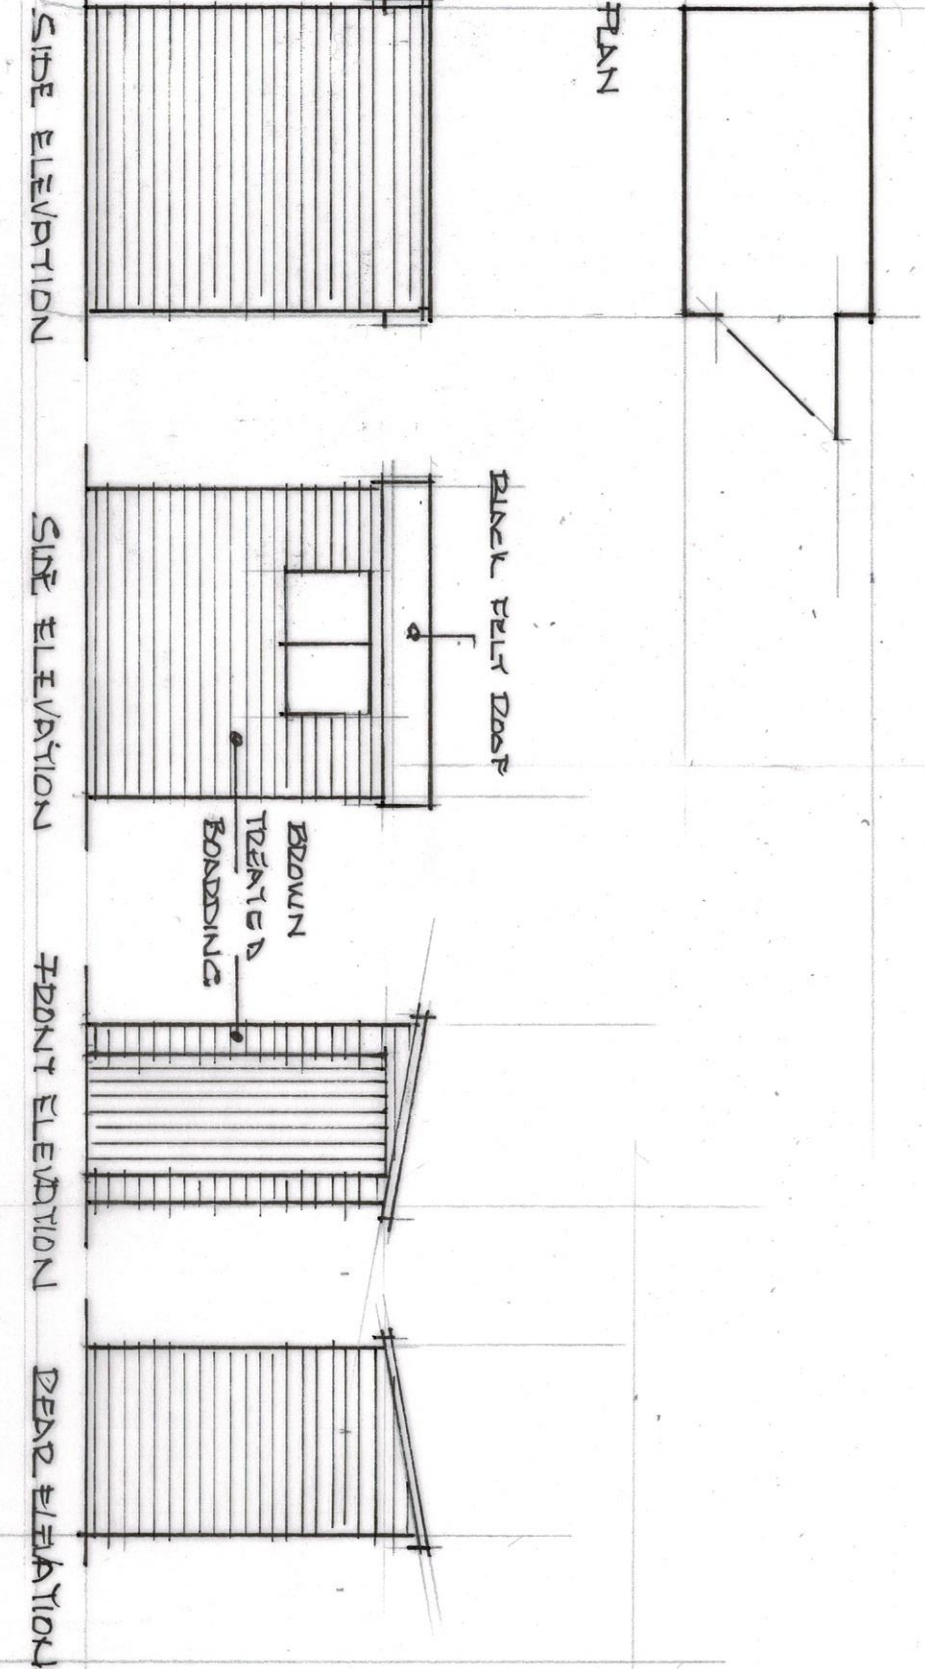 PLAN
BLACK FELT ROOF
BROWN
TREATED
BOARDING
SIDE ELEVATION
SIDE ELEVATION
FRONT ELEVATION
REAR ELEVATION